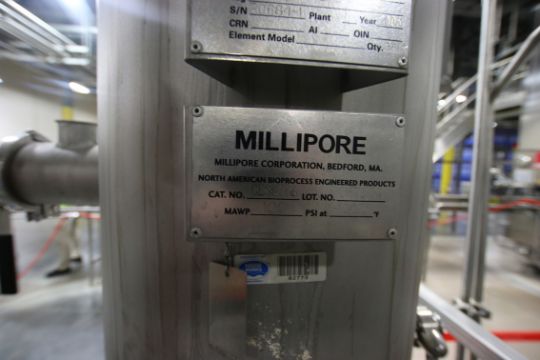 S/N Plant Year
CRN AI OIN
Element Model Qty.
MILLIPORE
MILLIPORE CORPORATION, BEDFORD, MA.
NORTH AMERICAN BIOPROCESS ENGINEERED PRODUCTS
CAT. NO. LOT. NO.
MAWP PSI at °F